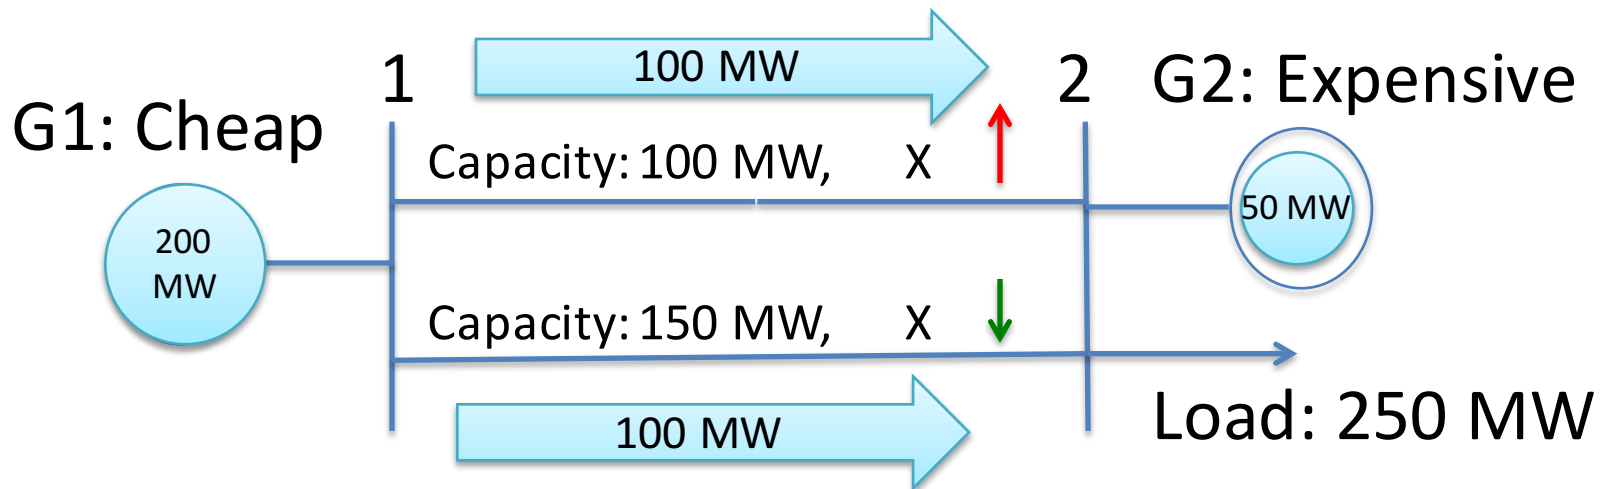 100 MW
1
2
G2: Expensive
G1: Cheap
Capacity: 100 MW, X
50 MW
200
MW
Capacity: 150 MW, X
Load: 250 MW
100 MW